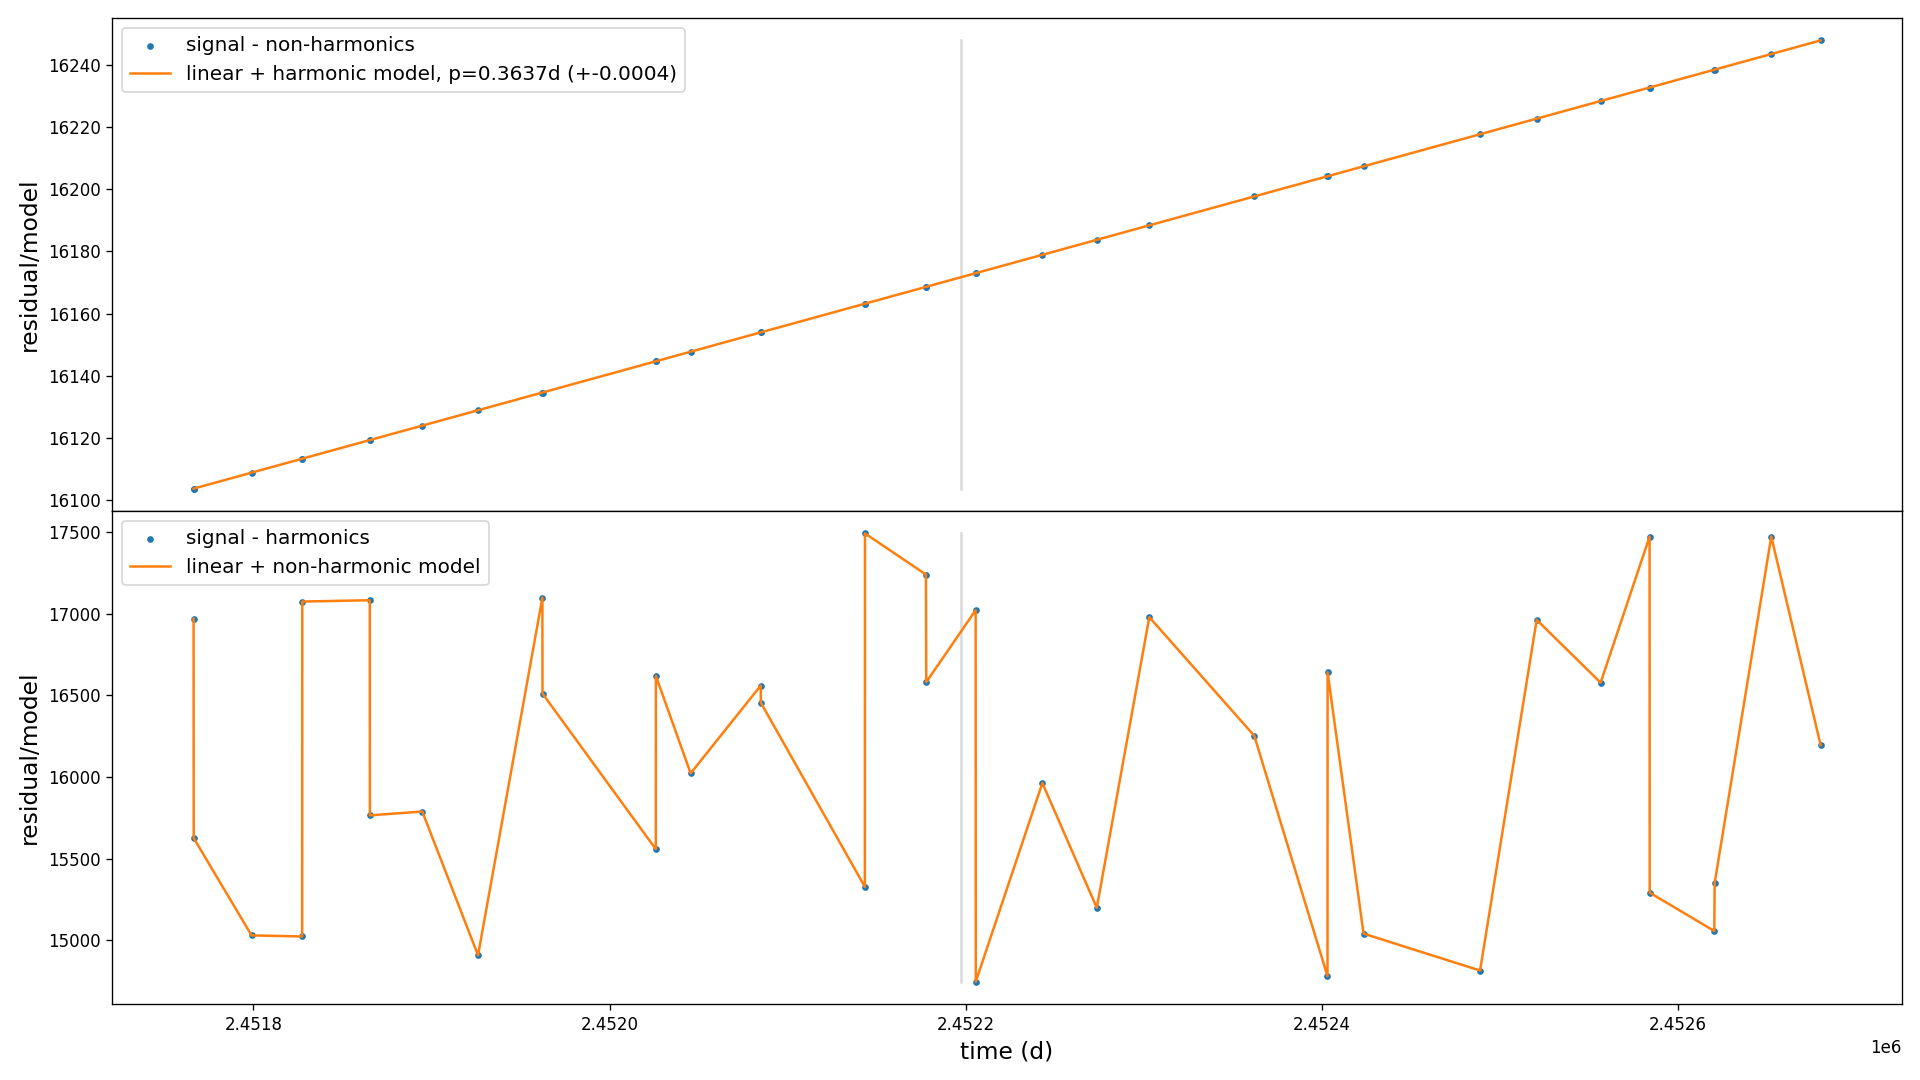 signal - non-harmonics
linear + harmonic model, p=0.3637d (+-0.0004)
16240
16220
16200
16180
16160
16140
16120
16100
residual/model
signal - harmonics
linear + non-harmonic model
17500
17000
16500
16000
15500
15000
residual/model
2.4518
2.4520
2.4522
2.4524
2.4526
time (d)
1e6